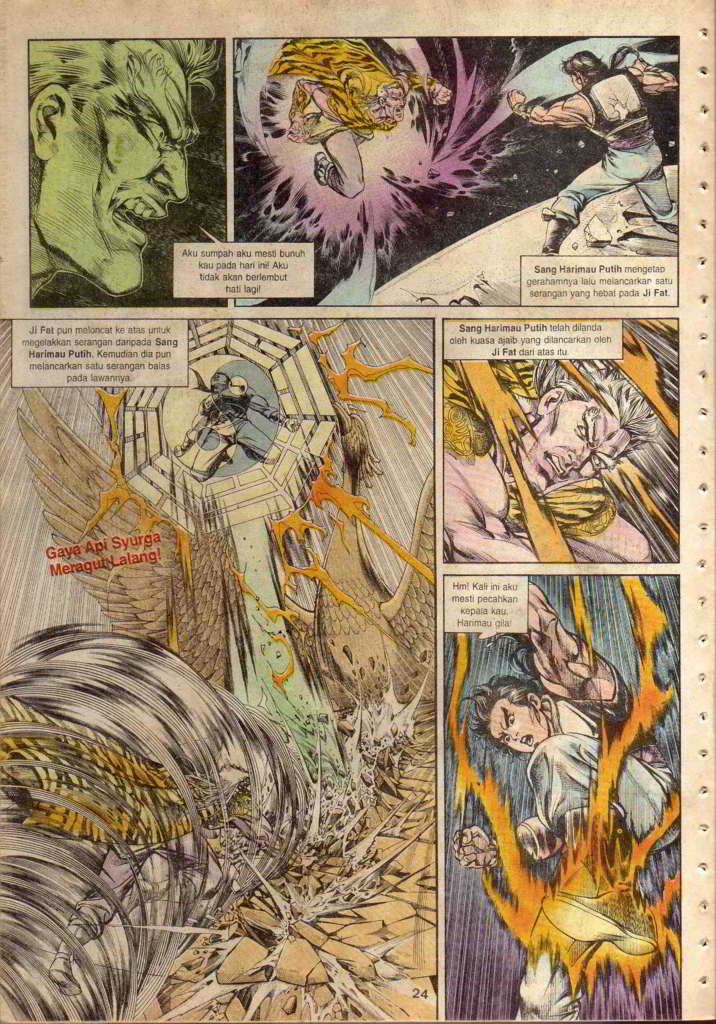 Aku sumpah aku mesti bunuh
kau pada hari ini! Aku
tidak akan berlembut
hati lagi!
Sang Harimau Putih mengetap
gerahamnya lalu melancarkan satu
serangan yang hebat pada Ji Fat.
Ji Fat pun meloncat ke atas untuk
megelakkan serangan daripada Sang
Harimau Putih. Kemudian dia pun
melancarkan satu serangan balas
pada lawannya.
Gaya Api Syurga
Meragut Lalang!
Sang Harimau Putih telah dilanda
oleh kuasa ajaib yang dilancarkan oleh
Ji Fat dari atas itu.
Hm! Kali ini aku
mesti pecahkan
kepala kau,
Harimau gila!
24